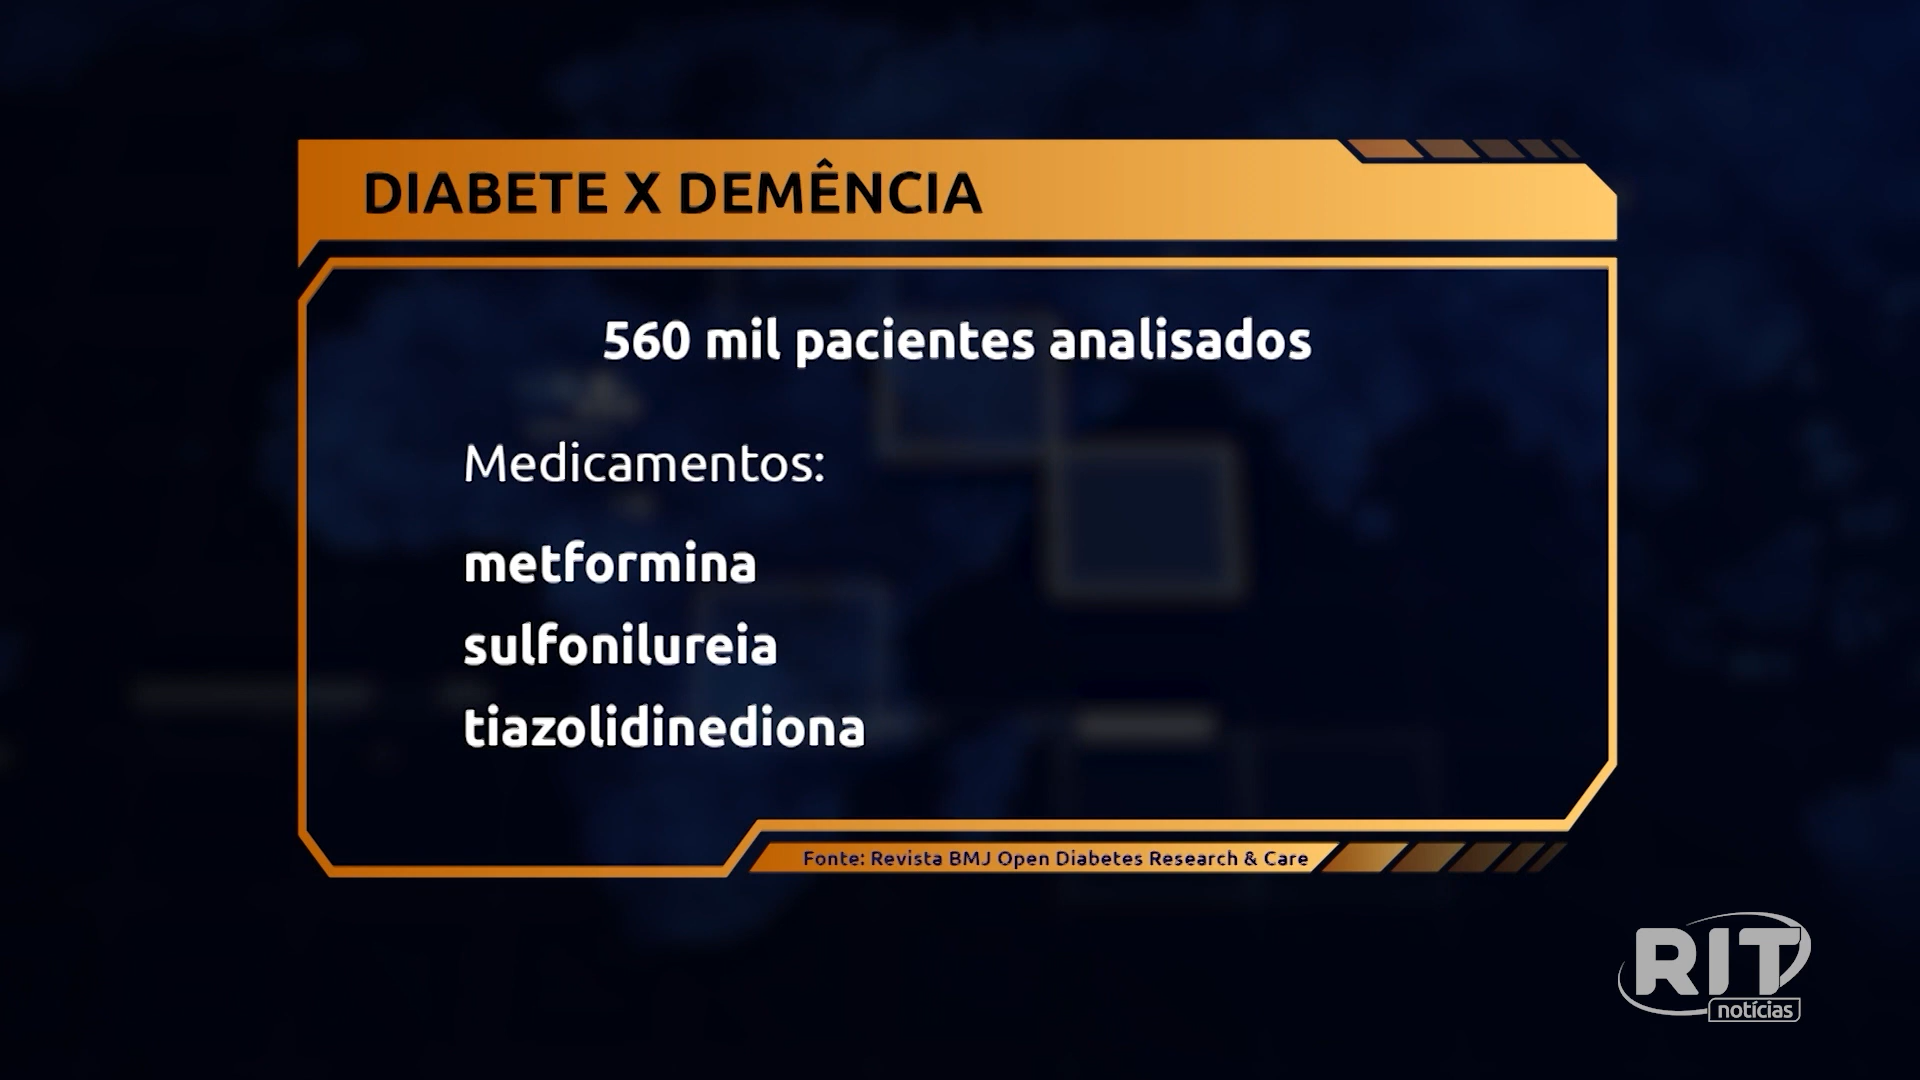 DIABETE X DEMÊNCIA
560 mil pacientes analisados
Medicamentos:
metformina
sulfonilureia
tiazolidinediona
Fonte: Revista BMJ Open Diabetes Research & Care
RIT
notícias